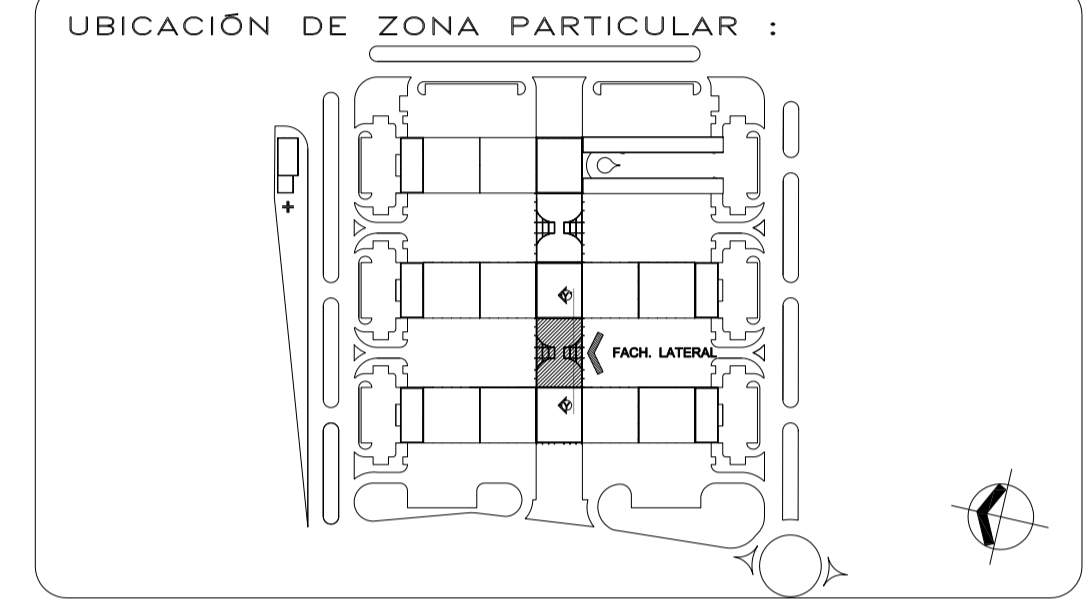 UBICACIÓN DE ZONA PARTICULAR :
FACH. LATERAL